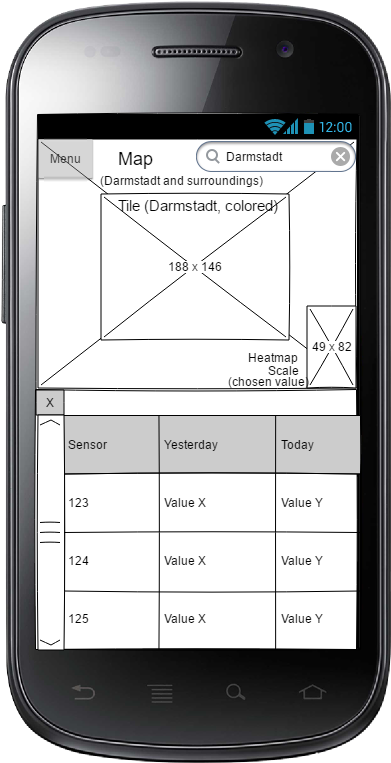 12:00
Menu
Map
Darmstadt
(Darmstadt and surroundings)
Tile (Darmstadt, colored)
188 x 146
49 x 82
Heatmap
Scale
(chosen value)
X
Sensor Yesterday Today
123 Value X Value Y
124 Value X Value Y
125 Value X Value Y